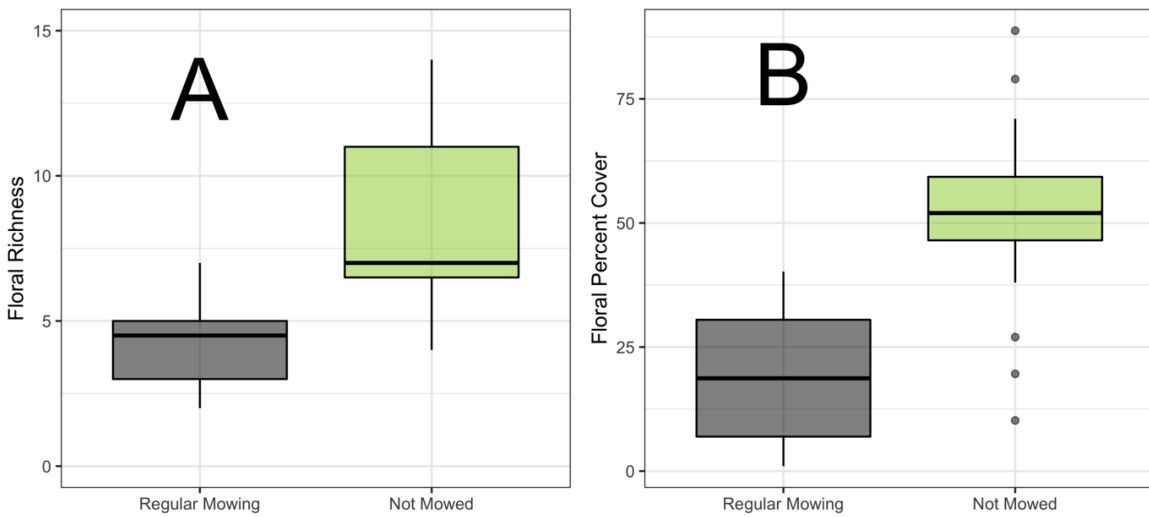 A
Floral Richness
15
10
5
0
Regular Mowing
Not Mowed
B
Floral Percent Cover
75
50
25
0
Regular Mowing
Not Mowed